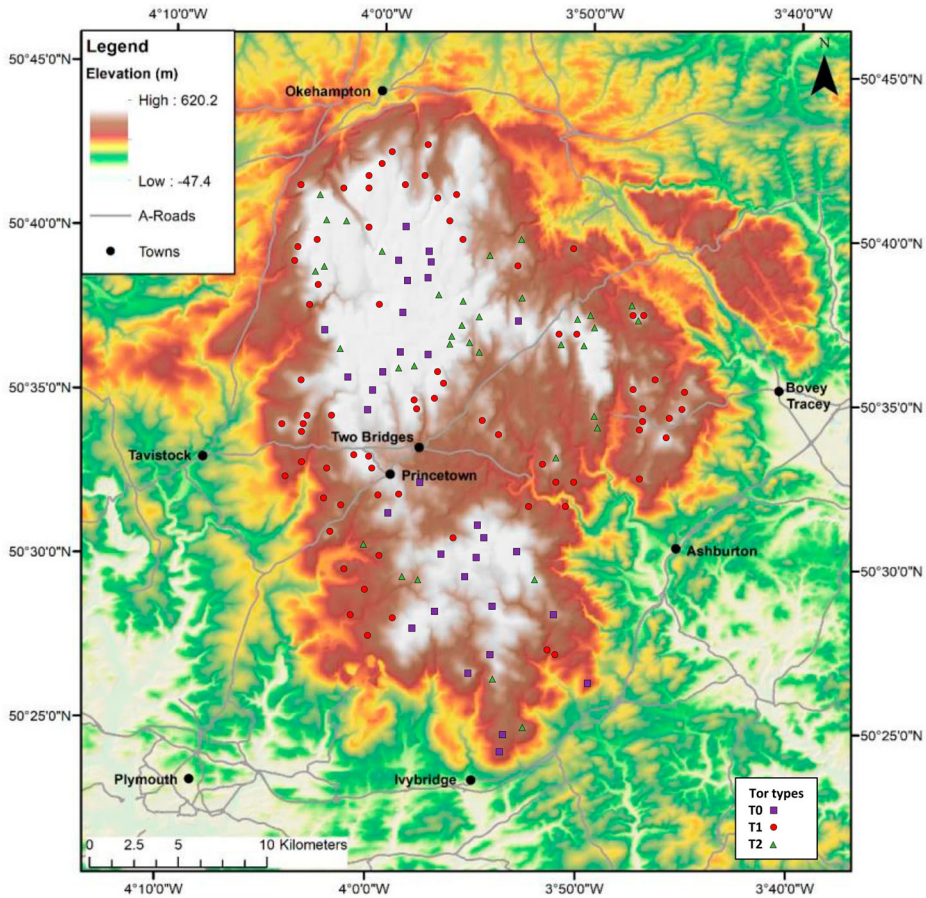 4°10'0"W 4°0'0"W 3°50'0"W 3°40'0"W
Legend
Elevation (m)
High : 620.2
Low : -47.4
A-Roads
Towns
N
50°45'0"N
50°40'0"N
50°35'0"N
50°30'0"N
50°25'0"N
50°45'0"N
50°40'0"N
50°35'0"N
50°30'0"N
50°25'0"N
Okehampton
Bovey
Tracey
Two Bridges
Tavistock
Princetown
Ashburton
Plymouth
Ivybridge
Tor types
T0
T1
T2
0 2.5 5 10 Kilometers
4°10'0"W 4°0'0"W 3°50'0"W 3°40'0"W